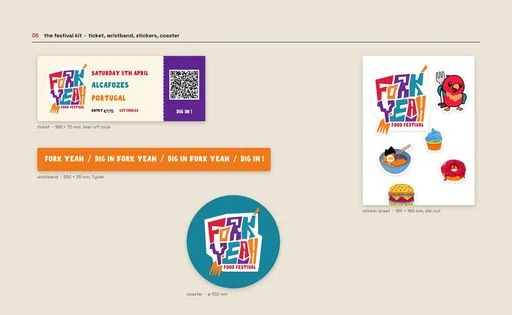 05 the festival kit · ticket, wristband, stickers, coaster
FORK
YEAH
FOOD FESTIVAL
SATURDAY 5TH APRIL
ALCAFOZES
PORTUGAL
ENTRY €175
DIG IN !
ticket · 180 × 70 mm, tear-off stub
FORK YEAH / DIG IN FORK YEAH / DIG IN FORK YEAH / DIG IN !
wristband · 250 × 25 mm, Tyvek
FORK
YEAH
FOOD FESTIVAL
sticker sheet · 120 × 160 mm, die-cut
FORK
YEAH
FOOD FESTIVAL
coaster · ø 100 mm